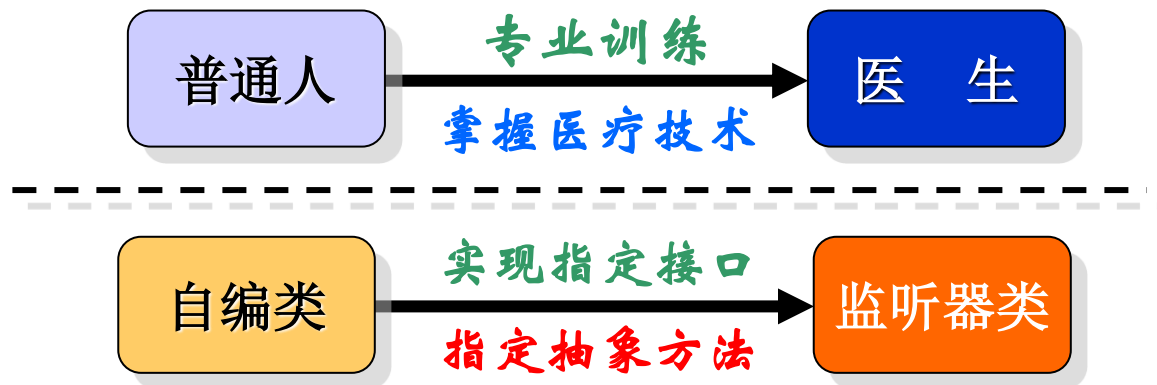 专业训练
普通人
医 生
掌握医疗技术
实现指定接口
自编类
监听器类
指定抽象方法